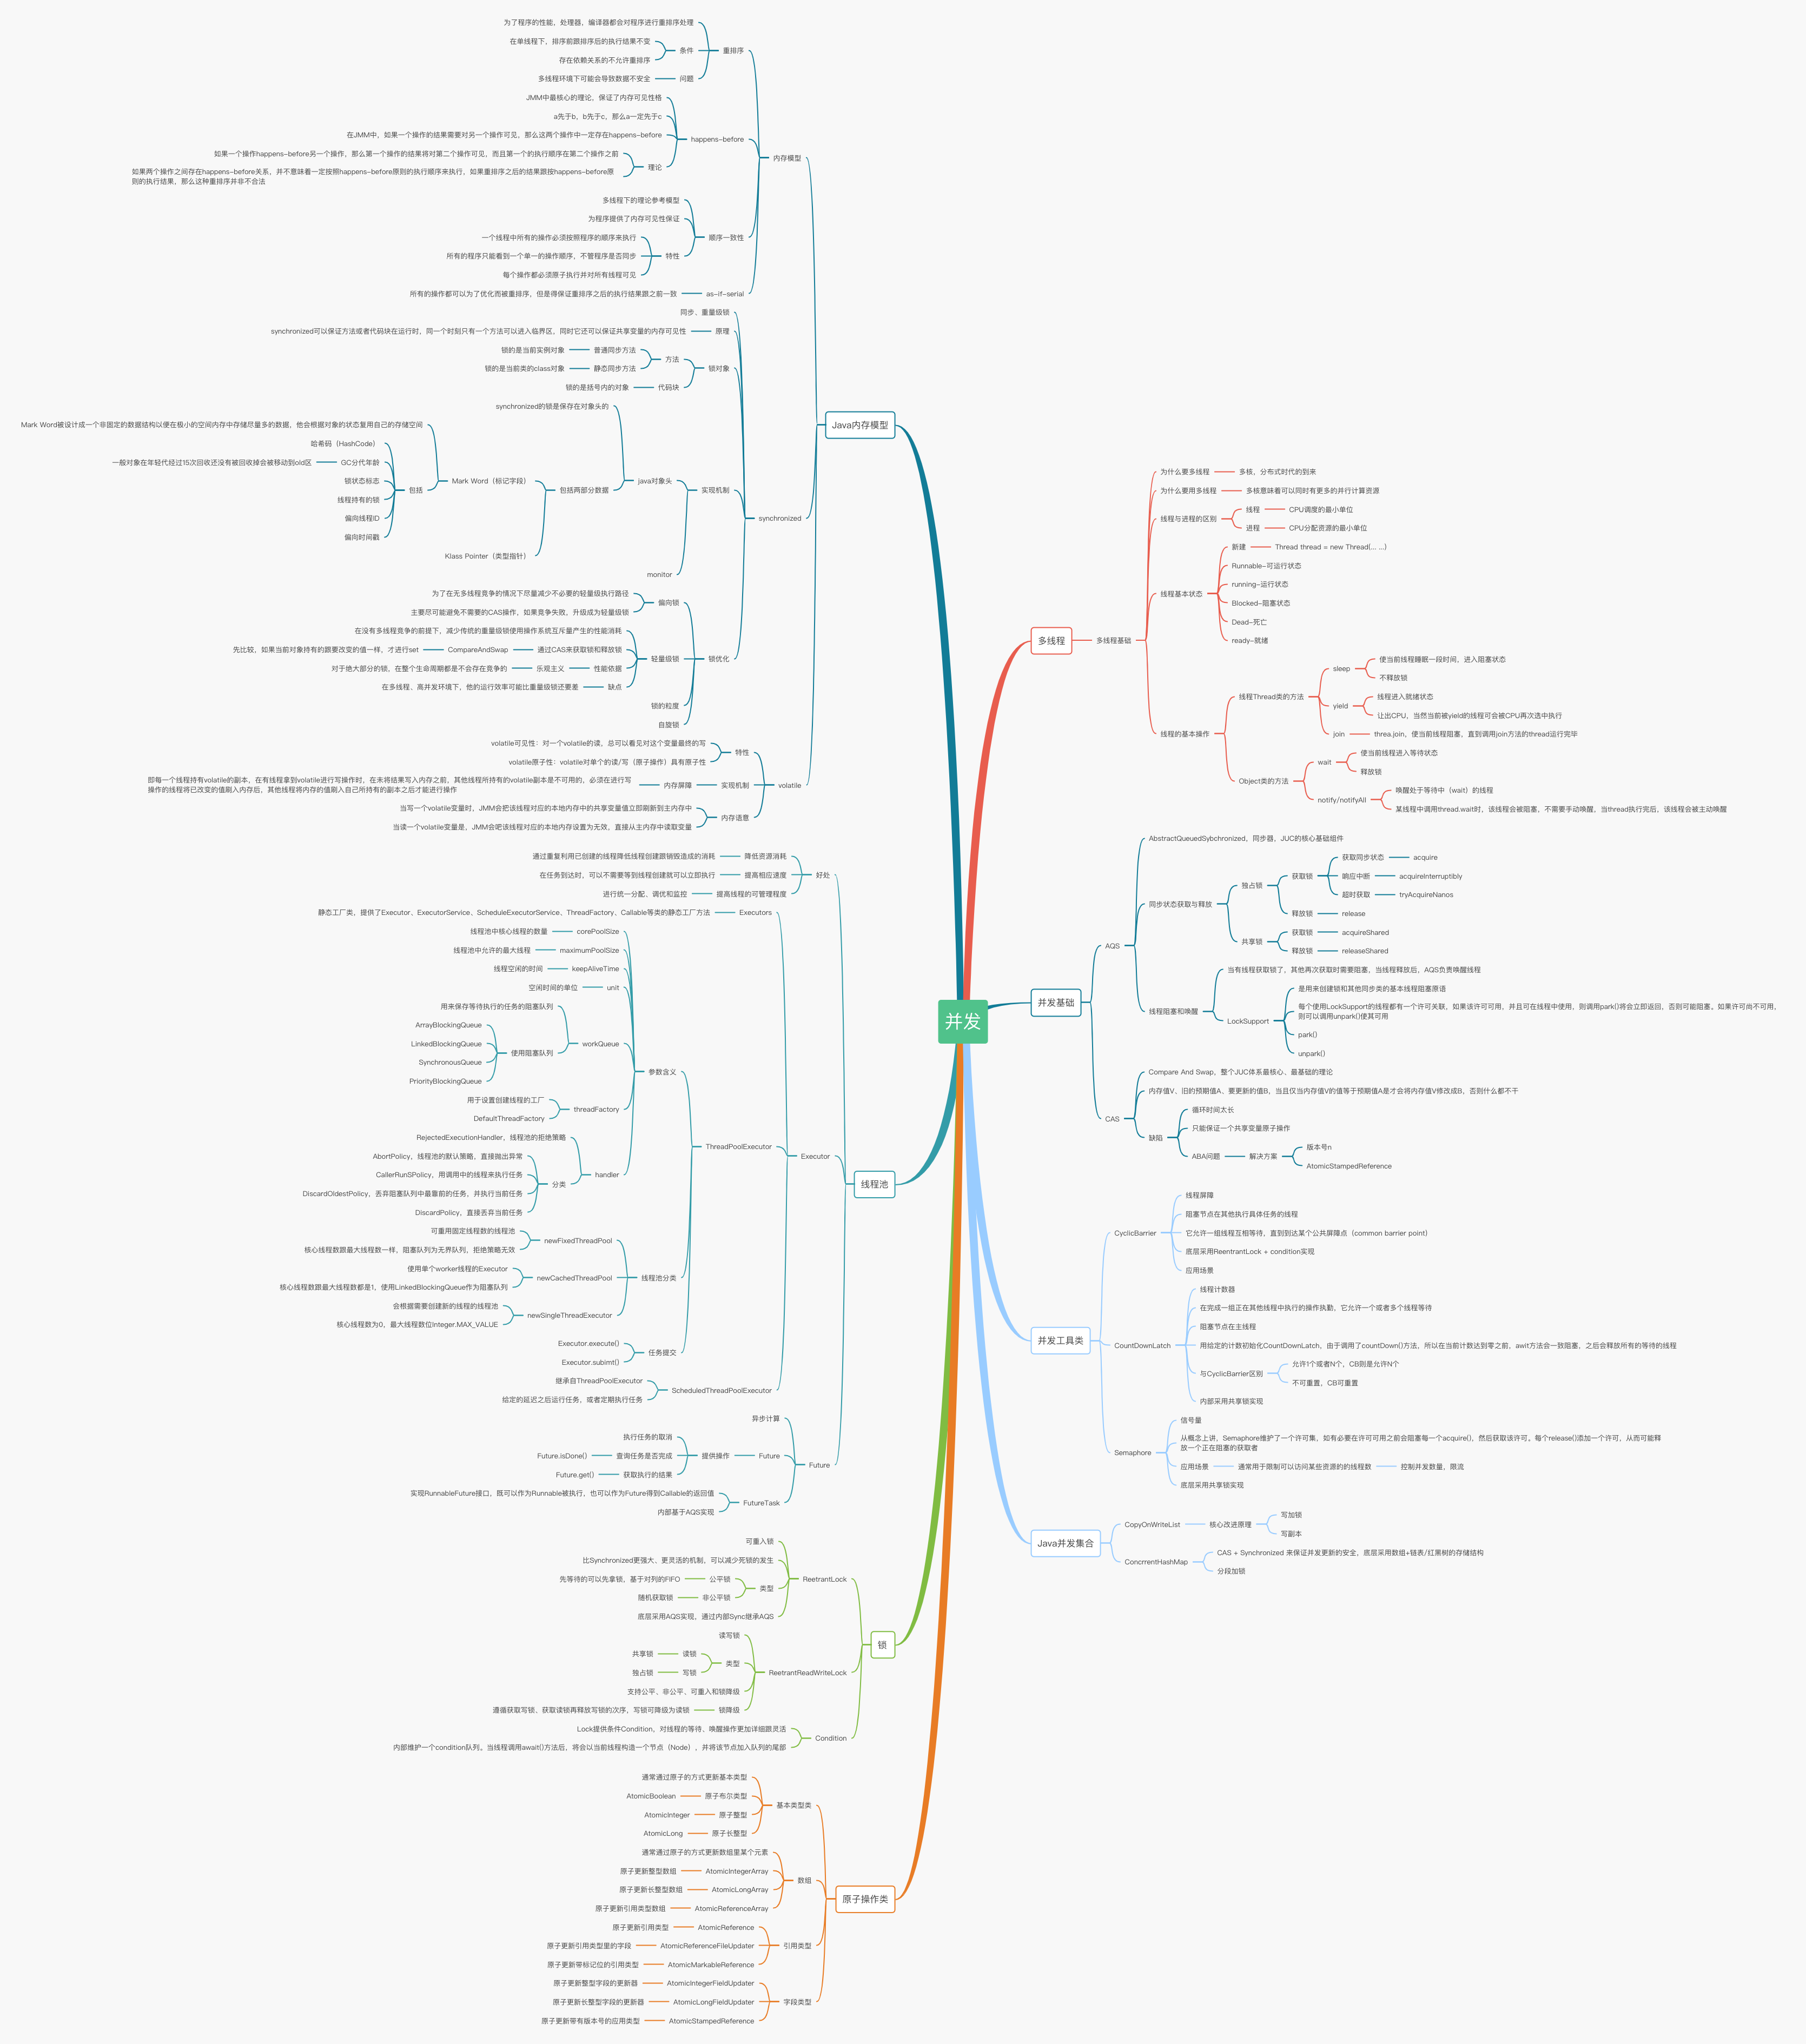 并发
Java内存模型
内存模型
重排序
为了程序的性能，处理器，编译器都会对程序进行重排序处理
条件
在单线程下，排序前跟排序后的执行结果不变
存在依赖关系的不允许重排序
问题
多线程环境下可能会导致数据不安全
happens-before
JMM中最核心的理论，保证了内存可见性格
a先于b，b先于c，那么a一定先于c
在JMM中，如果一个操作的结果需要对另一个操作可见，那么这两个操作中一定存在happens-before
理论
如果一个操作happens-before另一个操作，那么第一个操作的结果将对第二个操作可见，而且第一个的执行顺序在第二个操作之前
如果两个操作之间存在happens-before关系，并不意味着一定按照happens-before原则的执行顺序来执行，如果重排序之后的结果跟按happens-before原
则的执行结果，那么这种重排序并非不合法
顺序一致性
多线程下的理论参考模型
为程序提供了内存可见性保证
特性
一个线程中所有的操作必须按照程序的顺序来执行
所有的程序只能看到一个单一的操作顺序，不管程序是否同步
每个操作都必须原子执行并对所有线程可见
as-if-serial
所有的操作都可以为了优化而被重排序，但是得保证重排序之后的执行结果跟之前一致
synchronized
同步、重量级锁
原理
synchronized可以保证方法或者代码块在运行时，同一个时刻只有一个方法可以进入临界区，同时它还可以保证共享变量的内存可见性
锁对象
方法
普通同步方法
锁的是当前实例对象
静态同步方法
锁的是当前类的class对象
代码块
锁的是括号内的对象
实现机制
java对象头
synchronized的锁是保存在对象头的
包括两部分数据
Mark Word（标记字段）
Mark Word被设计成一个非固定的数据结构以便在极小的空间内存中存储尽量多的数据，他会根据对象的状态复用自己的存储空间
包括
哈希码（HashCode）
GC分代年龄
一般对象在年轻代经过15次回收还没有被回收掉会被移动到old区
锁状态标志
线程持有的锁
偏向线程ID
偏向时间戳
Klass Pointer（类型指针）
monitor
锁优化
偏向锁
为了在无多线程竞争的情况下尽量减少不必要的轻量级执行路径
主要尽可能避免不需要的CAS操作，如果竞争失败，升级成为轻量级锁
轻量级锁
在没有多线程竞争的前提下，减少传统的重量级锁使用操作系统互斥量产生的性能消耗
通过CAS来获取锁和释放锁
CompareAndSwap
先比较，如果当前对象持有的跟要改变的值一样，才进行set
性能依据
乐观主义
对于绝大部分的锁，在整个生命周期都是不会存在竞争的
缺点
在多线程、高并发环境下，他的运行效率可能比重量级锁还要差
锁的粒度
自旋锁
volatile
特性
volatile可见性：对一个volatile的读，总可以看见对这个变量最终的写
volatile原子性：volatile对单个的读/写（原子操作）具有原子性
实现机制
内存屏障
即每一个线程持有volatile的副本，在有线程拿到volatile进行写操作时，在未将结果写入内存之前，其他线程所持有的volatile副本是不可用的，必须在进行写
操作的线程将已改变的值刷入内存后，其他线程将内存的值刷入自己所持有的副本之后才能进行操作
内存语意
当写一个volatile变量时，JMM会把该线程对应的本地内存中的共享变量值立即刷新到主内存中
当读一个volatile变量是，JMM会吧该线程对应的本地内存设置为无效，直接从主内存中读取变量
线程池
好处
降低资源消耗
通过重复利用已创建的线程降低线程创建跟销毁造成的消耗
提高相应速度
在任务到达时，可以不需要等到线程创建就可以立即执行
提高线程的可管理程度
进行统一分配、调优和监控
Executor
Executors
静态工厂类，提供了Executor、ExecutorService、ScheduleExecutorService、ThreadFactory、Callable等类的静态工厂方法
ThreadPoolExecutor
参数含义
corePoolSize
线程池中核心线程的数量
maximumPoolSize
线程池中允许的最大线程
keepAliveTime
线程空闲的时间
unit
空闲时间的单位
workQueue
用来保存等待执行的任务的阻塞队列
使用阻塞队列
ArrayBlockingQueue
LinkedBlockingQueue
SynchronousQueue
PriorityBlockingQueue
threadFactory
用于设置创建线程的工厂
DefaultThreadFactory
handler
RejectedExecutionHandler，线程池的拒绝策略
分类
AbortPolicy，线程池的默认策略，直接抛出异常
CallerRunSPolicy，用调用中的线程来执行任务
DiscardOldestPolicy，丢弃阻塞队列中最靠前的任务，并执行当前任务
DiscardPolicy，直接丢弃当前任务
线程池分类
newFixedThreadPool
可重用固定线程数的线程池
核心线程数跟最大线程数一样，阻塞队列为无界队列，拒绝策略无效
newCachedThreadPool
使用单个worker线程的Executor
核心线程数跟最大线程数都是1，使用LinkedBlockingQueue作为阻塞队列
newSingleThreadExecutor
会根据需要创建新的线程的线程池
核心线程数为0，最大线程数位Integer.MAX_VALUE
任务提交
Executor.execute()
Executor.subimt()
ScheduledThreadPoolExecutor
继承自ThreadPoolExecutor
给定的延迟之后运行任务，或者定期执行任务
Future
异步计算
Future
提供操作
执行任务的取消
查询任务是否完成
Future.isDone()
获取执行的结果
Future.get()
FutureTask
实现RunnableFuture接口，既可以作为Runnable被执行，也可以作为Future得到Callable的返回值
内部基于AQS实现
锁
ReetrantLock
可重入锁
比Synchronized更强大、更灵活的机制，可以减少死锁的发生
类型
公平锁
先等待的可以先拿锁，基于对列的FIFO
非公平锁
随机获取锁
底层采用AQS实现，通过内部Sync继承AQS
ReetrantReadWriteLock
读写锁
类型
读锁
共享锁
写锁
独占锁
支持公平、非公平、可重入和锁降级
锁降级
遵循获取写锁、获取读锁再释放写锁的次序，写锁可降级为读锁
Condition
Lock提供条件Condition，对线程的等待、唤醒操作更加详细跟灵活
内部维护一个condition队列。当线程调用await()方法后，将会以当前线程构造一个节点（Node），并将该节点加入队列的尾部
原子操作类
基本类型类
通常通过原子的方式更新基本类型
原子布尔类型
AtomicBoolean
原子整型
AtomicInteger
原子长整型
AtomicLong
数组
通常通过原子的方式更新数组里某个元素
AtomicIntegerArray
原子更新整型数组
AtomicLongArray
原子更新长整型数组
AtomicReferenceArray
原子更新引用类型数组
引用类型
AtomicReference
原子更新引用类型
AtomicReferenceFileUpdater
原子更新引用类型里的字段
AtomicMarkableReference
原子更新带标记位的引用类型
字段类型
AtomicIntegerFieldUpdater
原子更新整型字段的更新器
AtomicLongFieldUpdater
原子更新长整型字段的更新器
AtomicStampedReference
原子更新带有版本号的应用类型
多线程
多线程基础
为什么要多线程
多核，分布式时代的到来
为什么要用多线程
多核意味着可以同时有更多的并行计算资源
线程与进程的区别
线程
CPU调度的最小单位
进程
CPU分配资源的最小单位
线程基本状态
新建
Thread thread = new Thread(... ...)
Runnable-可运行状态
running-运行状态
Blocked-阻塞状态
Dead-死亡
ready-就绪
线程的基本操作
线程Thread类的方法
sleep
使当前线程睡眠一段时间，进入阻塞状态
不释放锁
yield
线程进入就绪状态
让出CPU，当然当前被yield的线程可会被CPU再次选中执行
join
threa.join，使当前线程阻塞，直到调用join方法的thread运行完毕
Object类的方法
wait
使当前线程进入等待状态
释放锁
notify/notifyAll
唤醒处于等待中（wait）的线程
某线程中调用thread.wait时，该线程会被阻塞，不需要手动唤醒，当thread执行完后，该线程会被主动唤醒
并发基础
AQS
AbstractQueuedSybchronized，同步器，JUC的核心基础组件
同步状态获取与释放
独占锁
获取锁
获取同步状态
acquire
响应中断
acquireInterruptibly
超时获取
tryAcquireNanos
释放锁
release
共享锁
获取锁
acquireShared
释放锁
releaseShared
线程阻塞和唤醒
当有线程获取锁了，其他再次获取时需要阻塞，当线程释放后，AQS负责唤醒线程
LockSupport
是用来创建锁和其他同步类的基本线程阻塞原语
每个使用LockSupport的线程都有一个许可关联，如果该许可可用，并且可在线程中使用，则调用park()将会立即返回，否则可能阻塞。如果许可尚不可用，
则可以调用unpark()使其可用
park()
unpark()
CAS
Compare And Swap，整个JUC体系最核心、最基础的理论
内存值V、旧的预期值A、要更新的值B，当且仅当内存值V的值等于预期值A是才会将内存值V修改成B，否则什么都不干
缺陷
循环时间太长
只能保证一个共享变量原子操作
ABA问题
解决方案
版本号n
AtomicStampedReference
并发工具类
CyclicBarrier
线程屏障
阻塞节点在其他执行具体任务的线程
它允许一组线程互相等待，直到到达某个公共屏障点（common barrier point）
底层采用ReentrantLock + condition实现
应用场景
CountDownLatch
线程计数器
在完成一组正在其他线程中执行的操作执勤，它允许一个或者多个线程等待
阻塞节点在主线程
用给定的计数初始化CountDownLatch，由于调用了countDown()方法，所以在当前计数达到零之前，awit方法会一致阻塞，之后会释放所有的等待的线程
与CyclicBarrier区别
允许1个或者N个，CB则是允许N个
不可重置，CB可重置
内部采用共享锁实现
Semaphore
信号量
从概念上讲，Semaphore维护了一个许可集，如有必要在许可可用之前会阻塞每一个acquire()，然后获取该许可。每个release()添加一个许可，从而可能释
放一个正在阻塞的获取者
应用场景
通常用于限制可以访问某些资源的的线程数
控制并发数量，限流
底层采用共享锁实现
Java并发集合
CopyOnWriteList
核心改进原理
写加锁
写副本
ConcrrentHashMap
CAS + Synchronized 来保证并发更新的安全，底层采用数组+链表/红黑树的存储结构
分段加锁